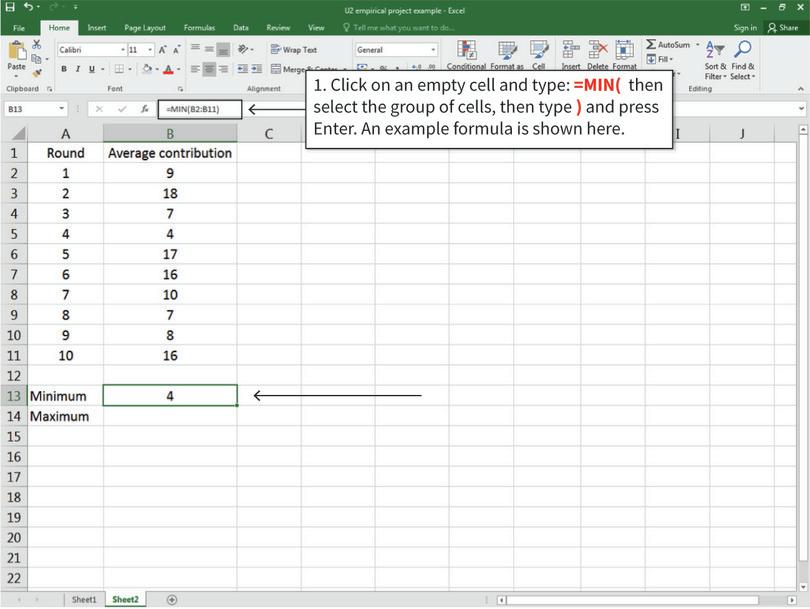 U2 empirical project example - Excel
File Home Insert Page Layout Formulas Data Review View Tell me what you want to do... Sign in Share
Paste
Calibri 11 A A
B I U A
Wrap Text
Merge & Center
General
%
Conditional Format as Cell Insert Delete Format
AutoSum
Fill
Sort & Find &
Filter Select
Clipboard Font Alignment Editing
1. Click on an empty cell and type: =MIN( then
select the group of cells, then type ) and press
Enter. An example formula is shown here.
B13 fx =MIN(B2:B11)
A B C I J
1 Round Average contribution
2 1 9
3 2 18
4 3 7
5 4 4
6 5 17
7 6 16
8 7 10
9 8 7
10 9 8
11 10 16
12
13 Minimum 4
14 Maximum
15
16
17
18
19
20
21
22
Sheet1 Sheet2